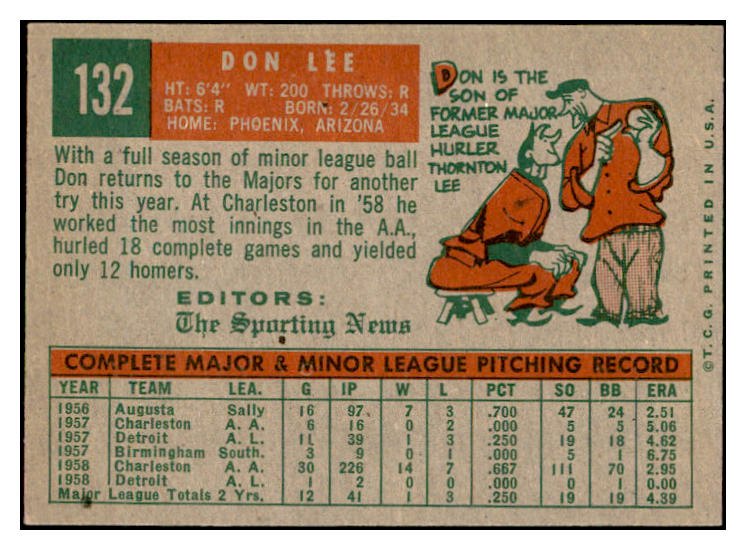 132
DON LEE
HT: 6'4" WT: 200 THROWS: R
BATS: R BORN: 2/26/34
HOME: PHOENIX, ARIZONA
With a full season of minor league ball
Don returns to the Majors for another
try this year. At Charleston in '58 he
worked the most innings in the A.A.,
hurled 18 complete games and yielded
only 12 homers.
EDITORS:
The Sporting News
DON IS THE
SON OF
FORMER MAJOR
LEAGUE
HURLER
THORNTON
LEE
©T.C.G. PRINTED IN U.S.A.
COMPLETE MAJOR & MINOR LEAGUE PITCHING RECORD
YEAR TEAM LEA. G IP W L PCT SO BB ERA
1956 Augusta Sally 16 97 7 3 .700 47 24 2.51
1957 Charleston A. A. 6 16 0 2 .000 5 5 5.06
1957 Detroit A. L. 11 39 1 3 .250 19 18 4.62
1957 Birmingham South. 3 9 0 1 .000 5 1 6.75
1958 Charleston A. A. 30 226 14 7 .667 111 70 2.95
1958 Detroit A. L. 1 2 0 0 .000 0 1 0.00
Major League Totals 2 Yrs. 12 41 1 3 .250 19 19 4.39